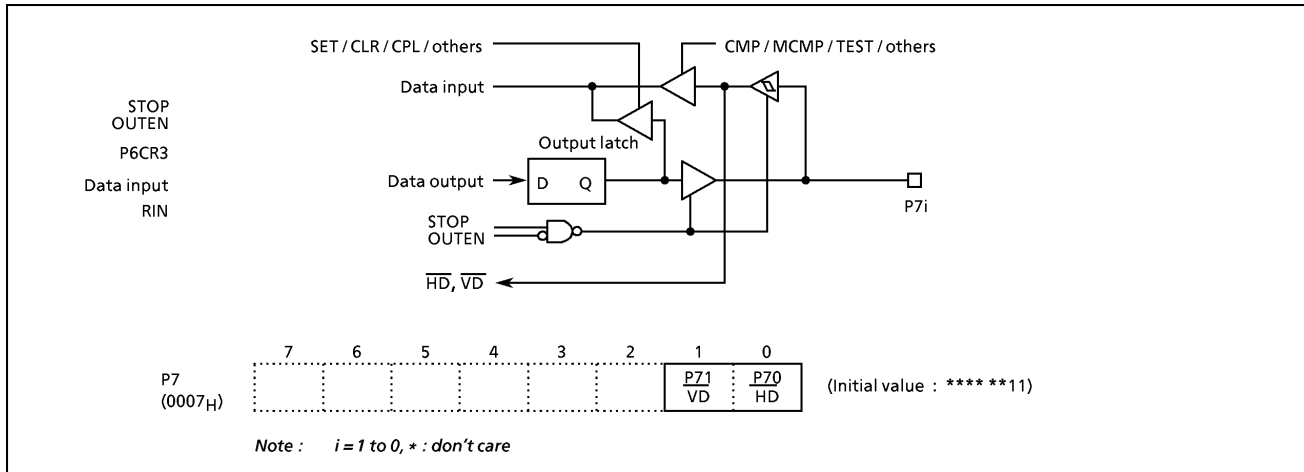 SET / CLR / CPL / others
CMP / MCMP / TEST / others
Data input
STOP
OUTEN
P6CR3
Data input
RIN
Output latch
Data output
D Q
P7i
STOP
OUTEN
HD, VD
7 6 5 4 3 2 1 0
P7
(0007H)
P71
VD
P70
HD
(Initial value : **** **11)
Note : i = 1 to 0, * : don't care